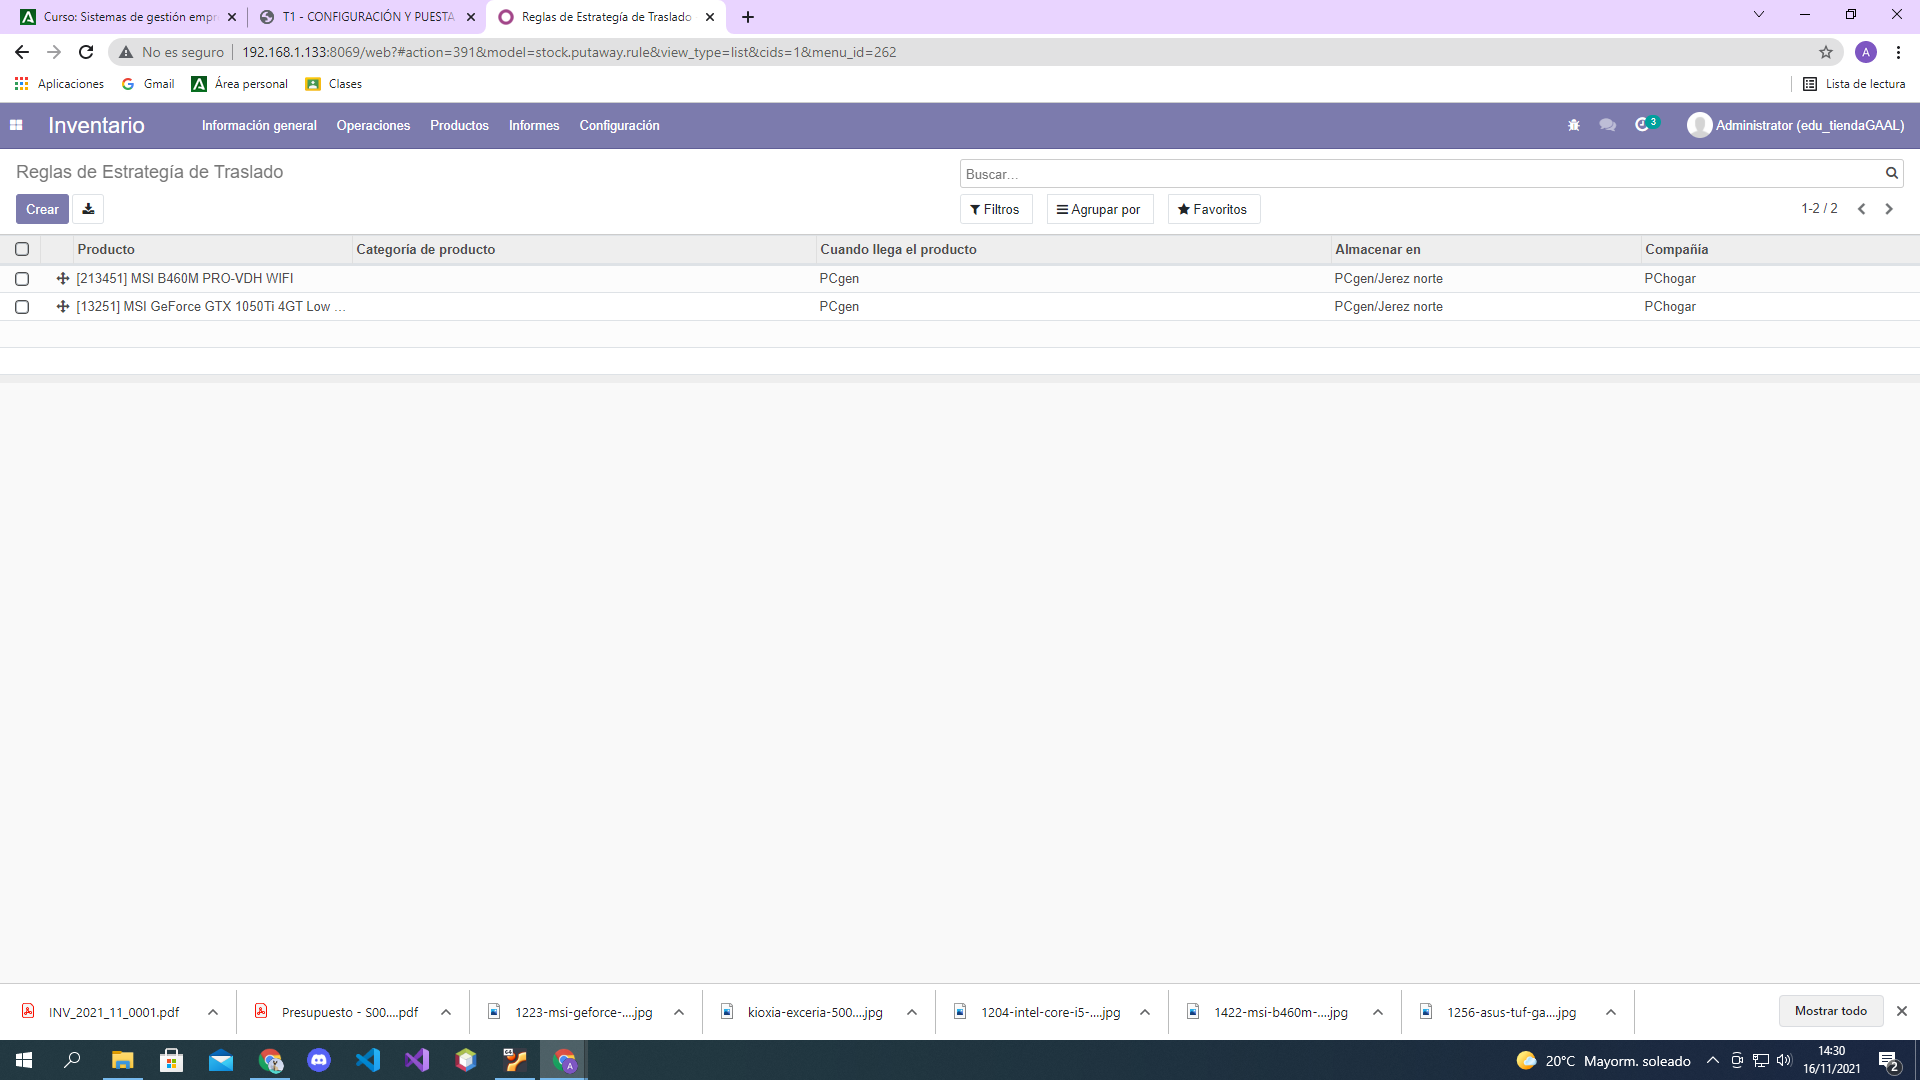 Curso: Sistemas de gestión empr
T1 - CONFIGURACIÓN Y PUESTA
Reglas de Estrategía de Traslado
No es seguro
192.168.1.133:8069/web?#action=391&model=stock.putaway.rule&view_type=list&cids=1&menu_id=262
A
Aplicaciones
Gmail
Área personal
Clases
Lista de lectura
Inventario
Información general
Operaciones
Productos
Informes
Configuración
3
Administrator (edu_tiendaGAAL)
Reglas de Estrategía de Traslado
Buscar...
Crear
Filtros
Agrupar por
Favoritos
1-2 / 2
Producto
Categoría de producto
Cuando llega el producto
Almacenar en
Compañía
[213451] MSI B460M PRO-VDH WIFI
PCgen
PCgen/Jerez norte
PChogar
[13251] MSI GeForce GTX 1050Ti 4GT Low ...
PCgen
PCgen/Jerez norte
PChogar
INV_2021_11_0001.pdf
Presupuesto - S00....pdf
1223-msi-geforce-....jpg
kioxia-exceria-500....jpg
1204-intel-core-i5-....jpg
1422-msi-b460m-....jpg
1256-asus-tuf-ga....jpg
Mostrar todo
20°C Mayorm. soleado
14:30
16/11/2021
2